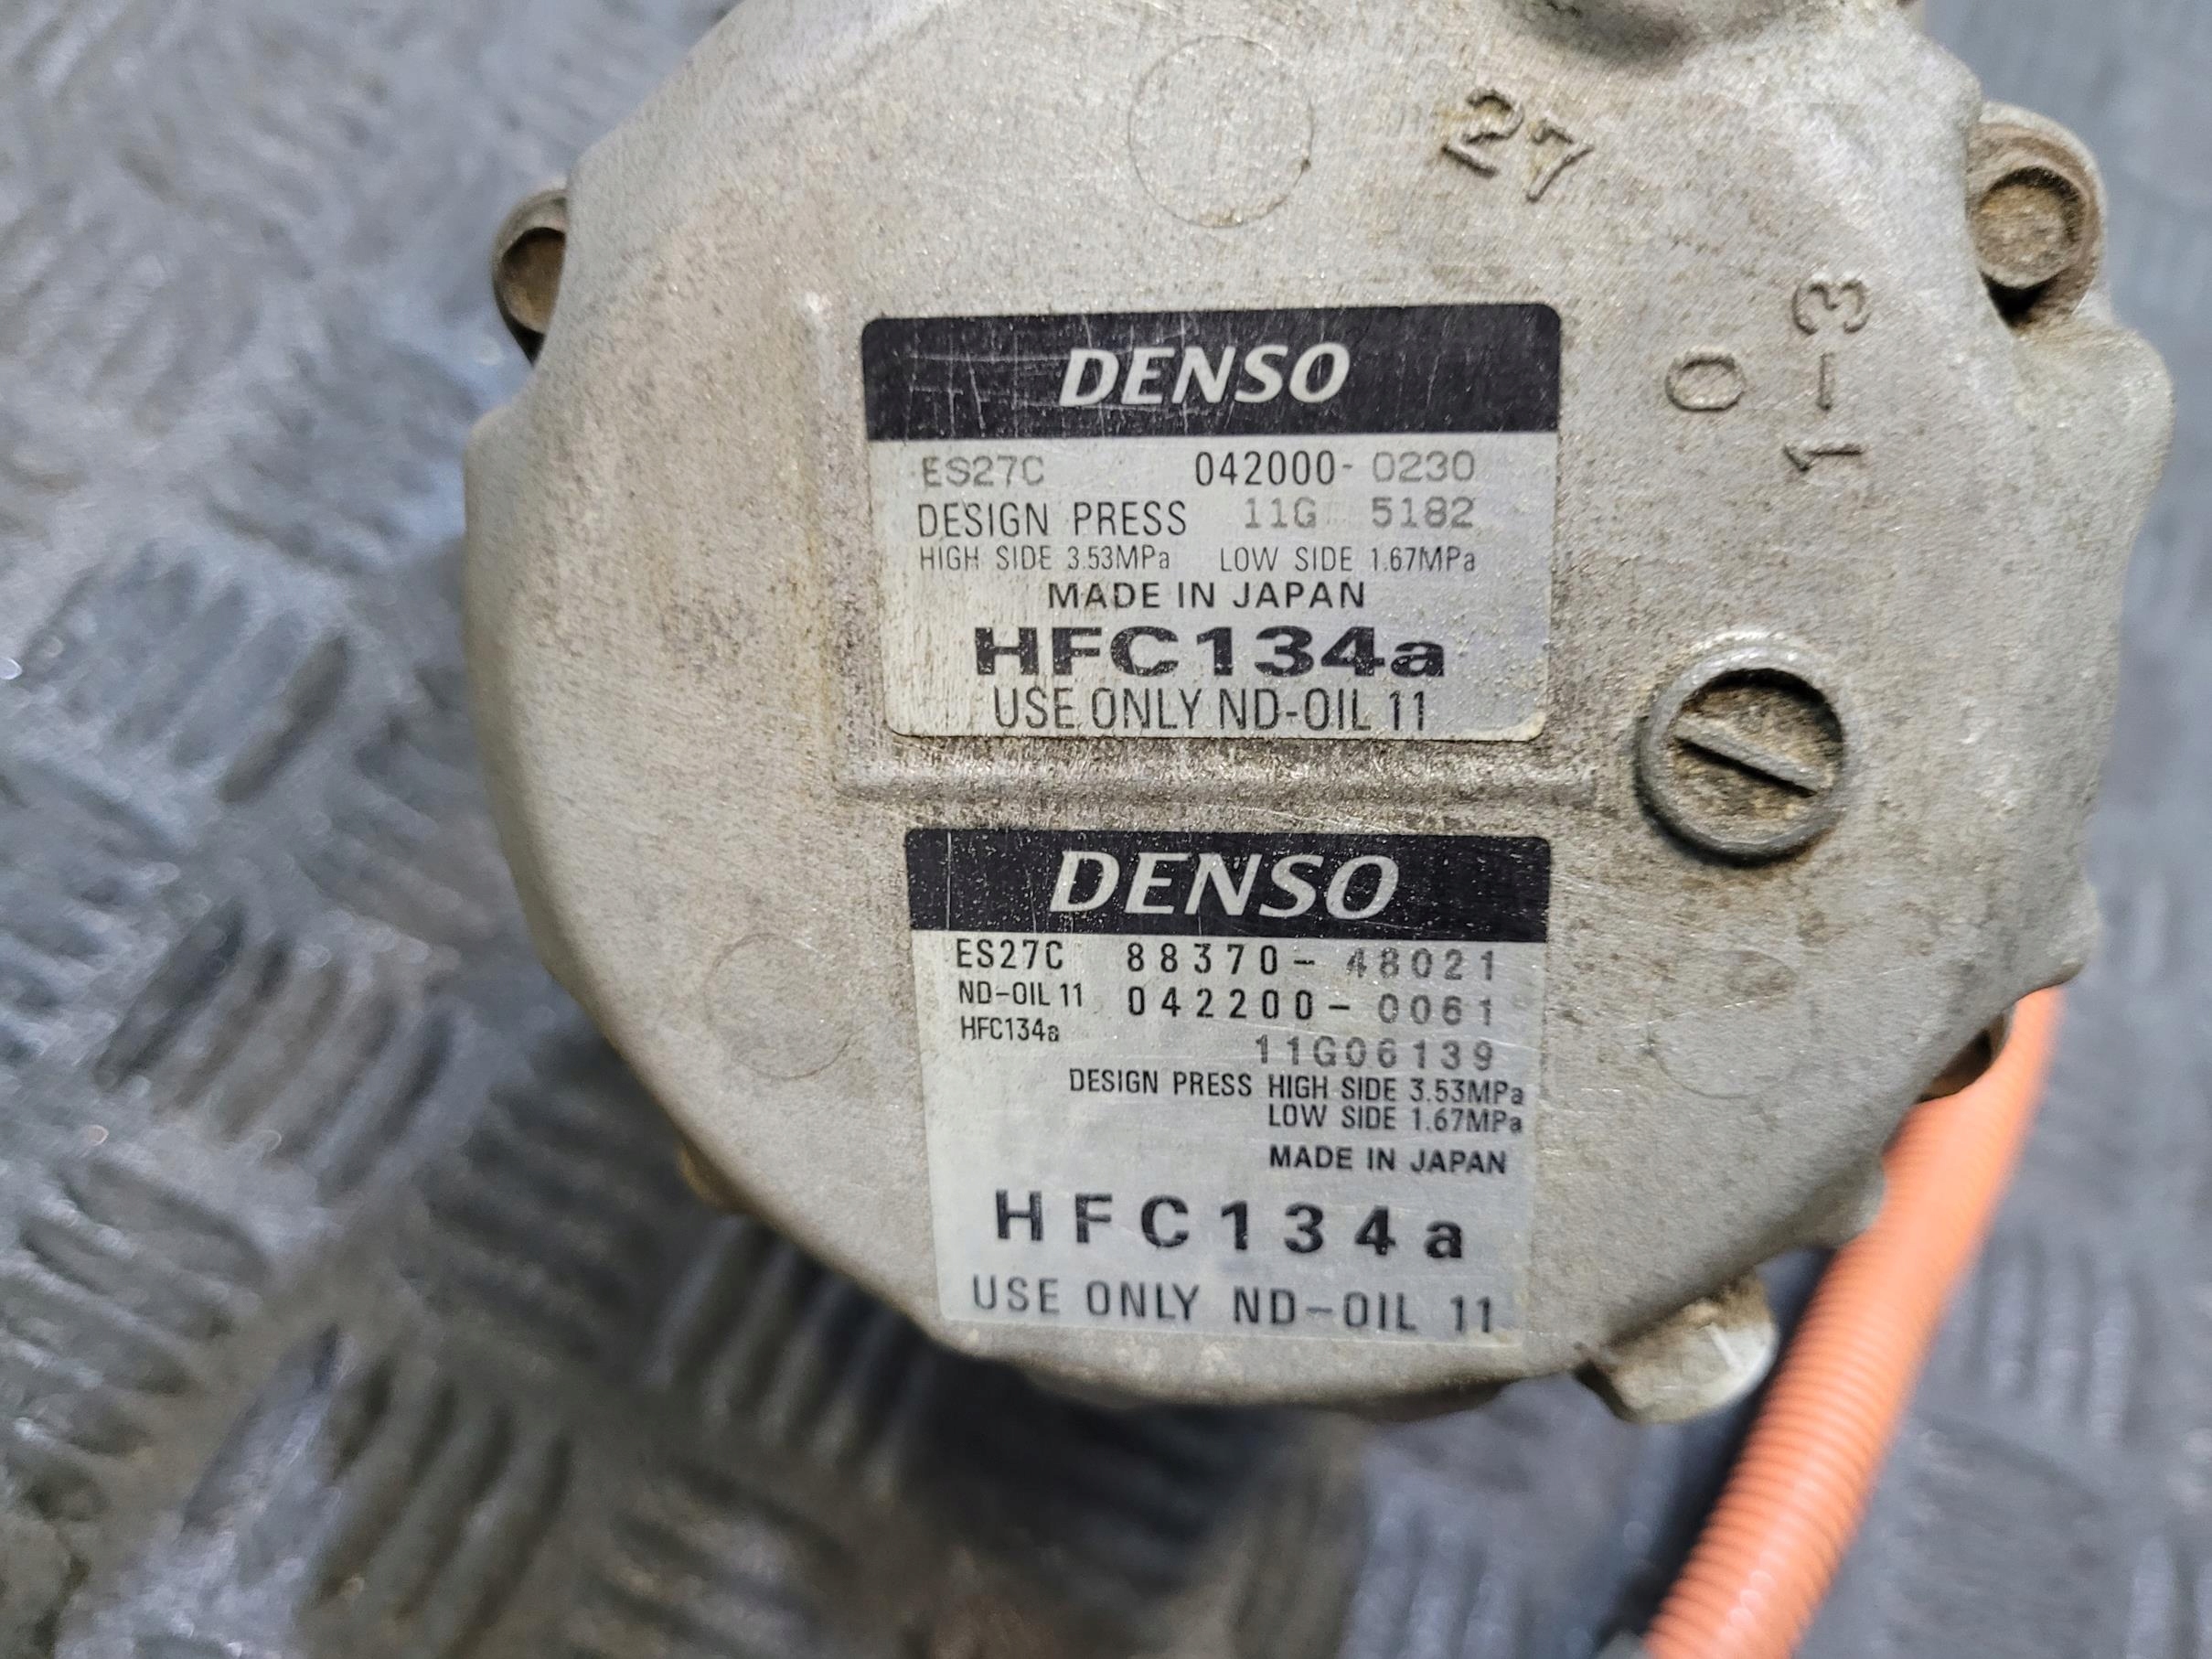 27
1-3
0
DENSO
ES27C 042000-0230
DESIGN PRESS 11G 5182
HIGH SIDE 3.53MPa LOW SIDE 1.67MPa
MADE IN JAPAN
HFC134a
USE ONLY ND-OIL 11
DENSO
ES27C 88370-48021
ND-OIL 11 042200-0061
HFC134a
11G06139
DESIGN PRESS HIGH SIDE 3.53MPa
LOW SIDE 1.67MPa
MADE IN JAPAN
HFC134a
USE ONLY ND-OIL 11